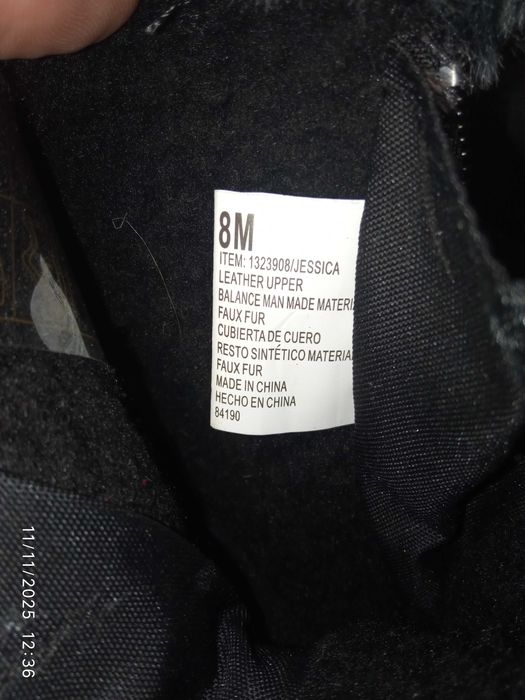 8M
ITEM: 1323908/JESSICA
LEATHER UPPER
BALANCE MAN MADE MATERI
FAUX FUR
CUBIERTA DE CUERO
RESTO SINTÉTICO MATERIA
FAUX FUR
MADE IN CHINA
HECHO EN CHINA
84190
11/11/2025 12:36